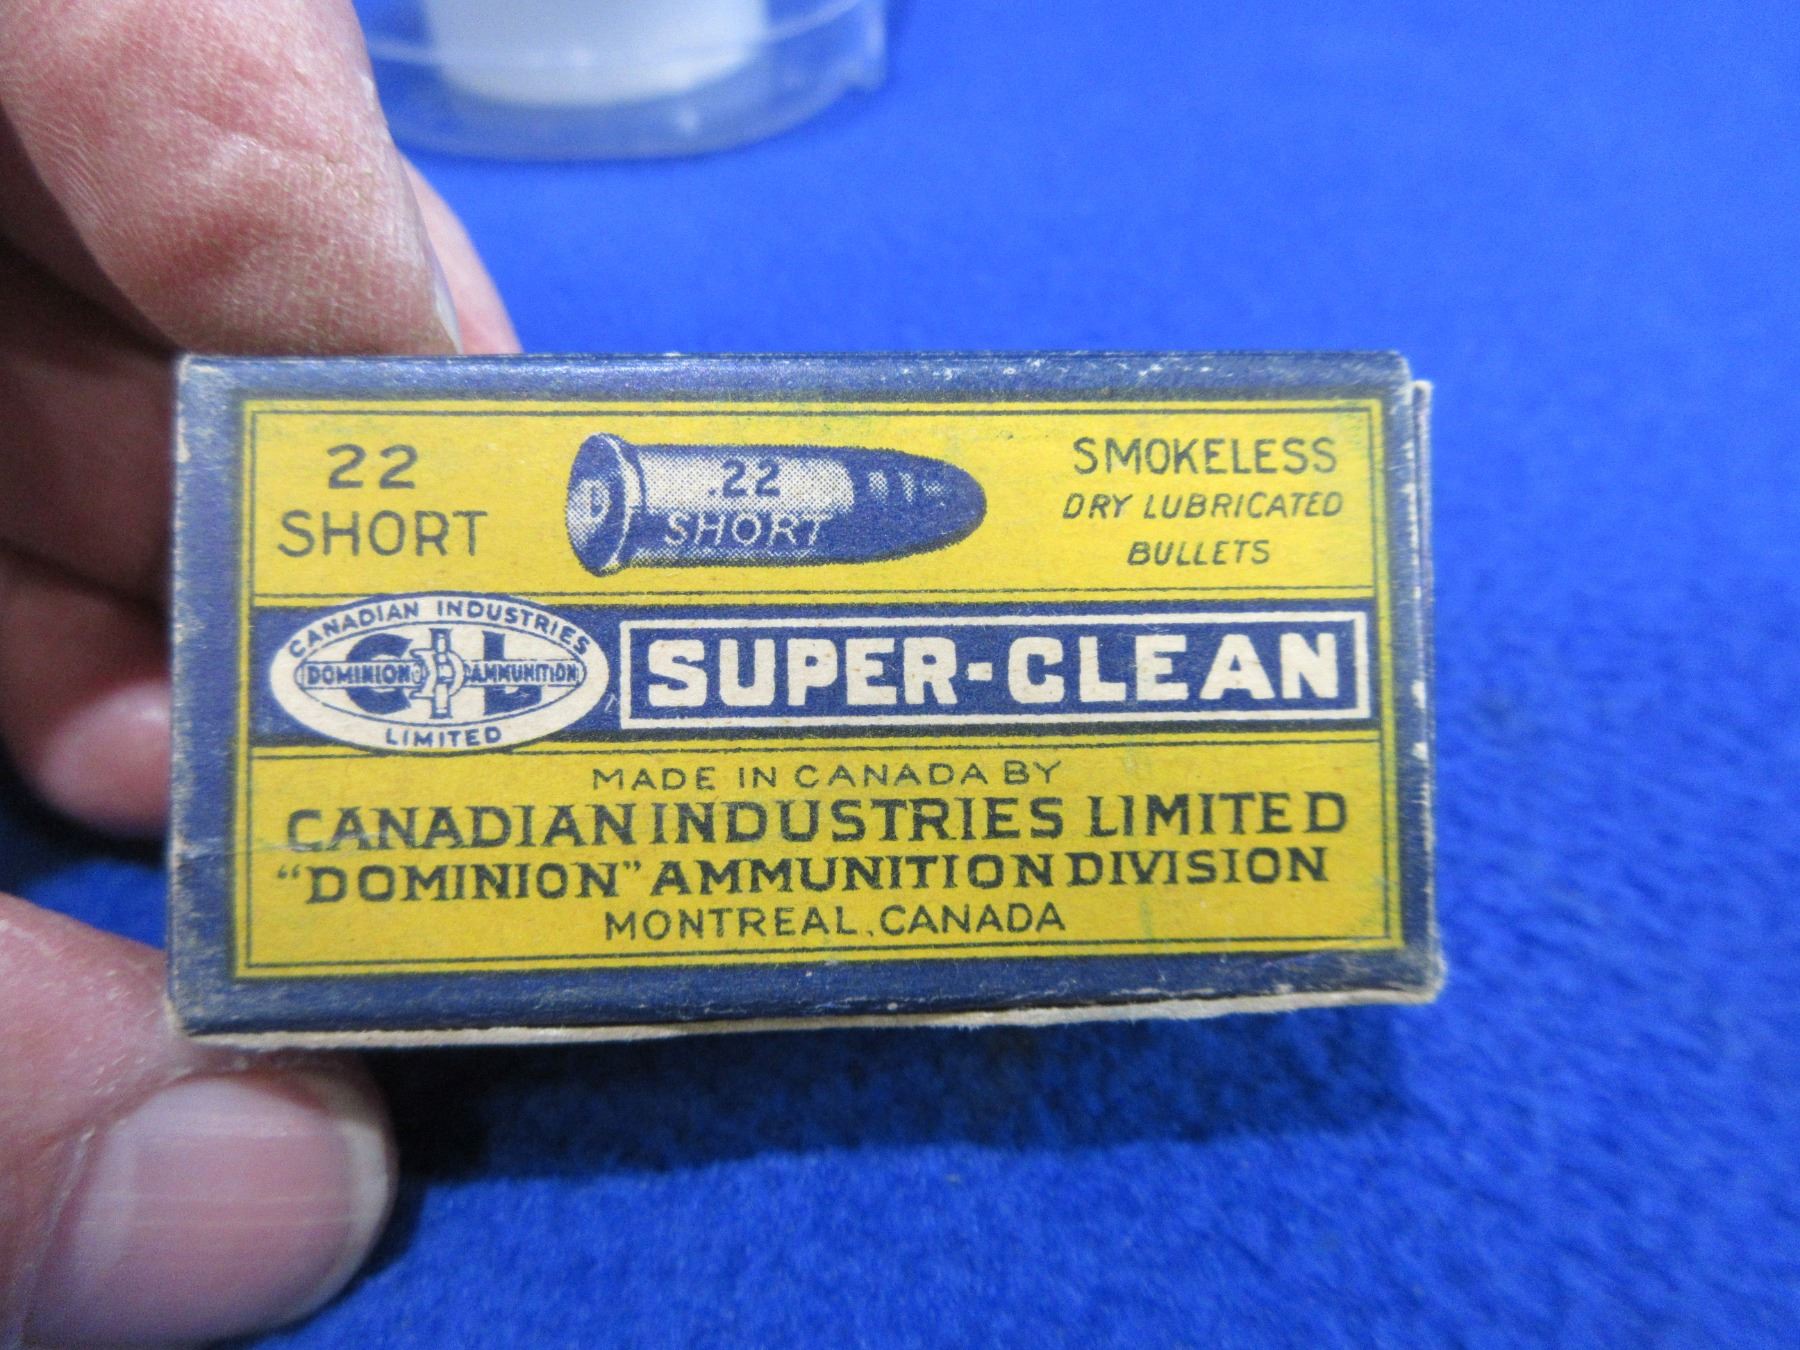 22
SHORT
D
.22
SHORT
SMOKELESS
DRY LUBRICATED
BULLETS
CANADIAN INDUSTRIES
CIL
DOMINION D AMMUNITION
LIMITED
SUPER-CLEAN
MADE IN CANADA BY
CANADIAN INDUSTRIES LIMITED
"DOMINION" AMMUNITION DIVISION
MONTREAL, CANADA